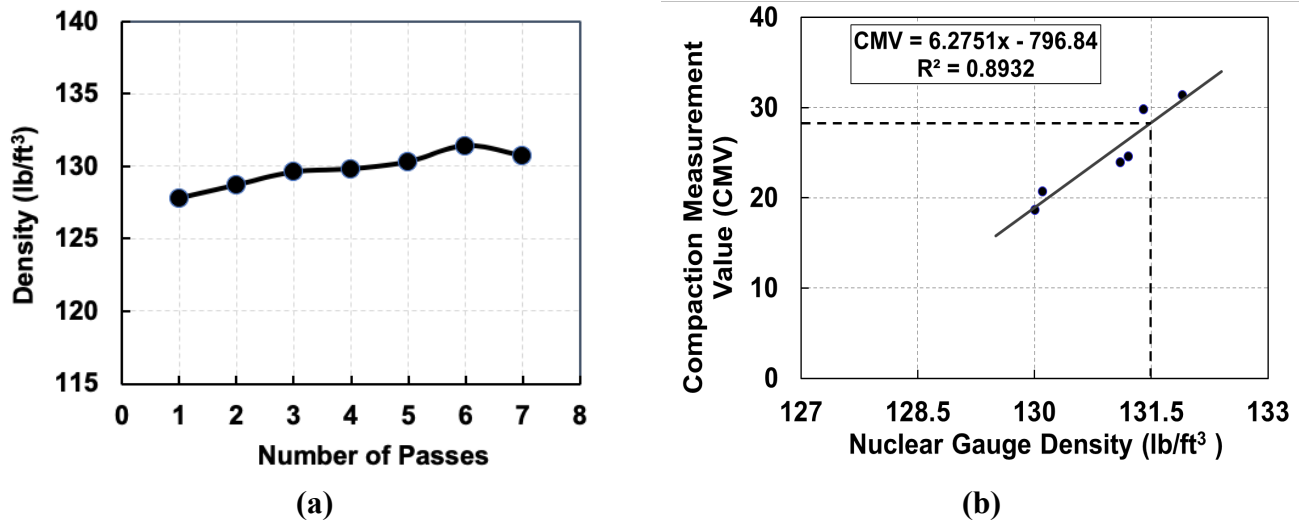 140
135
130
125
120
115
Density (lb/ft³)
0 1 2 3 4 5 6 7 8
Number of Passes
(a)
CMV = 6.2751x - 796.84
R² = 0.8932
40
30
20
10
0
Compaction Measurement
Value (CMV)
127 128.5 130 131.5 133
Nuclear Gauge Density (lb/ft³ )
(b)